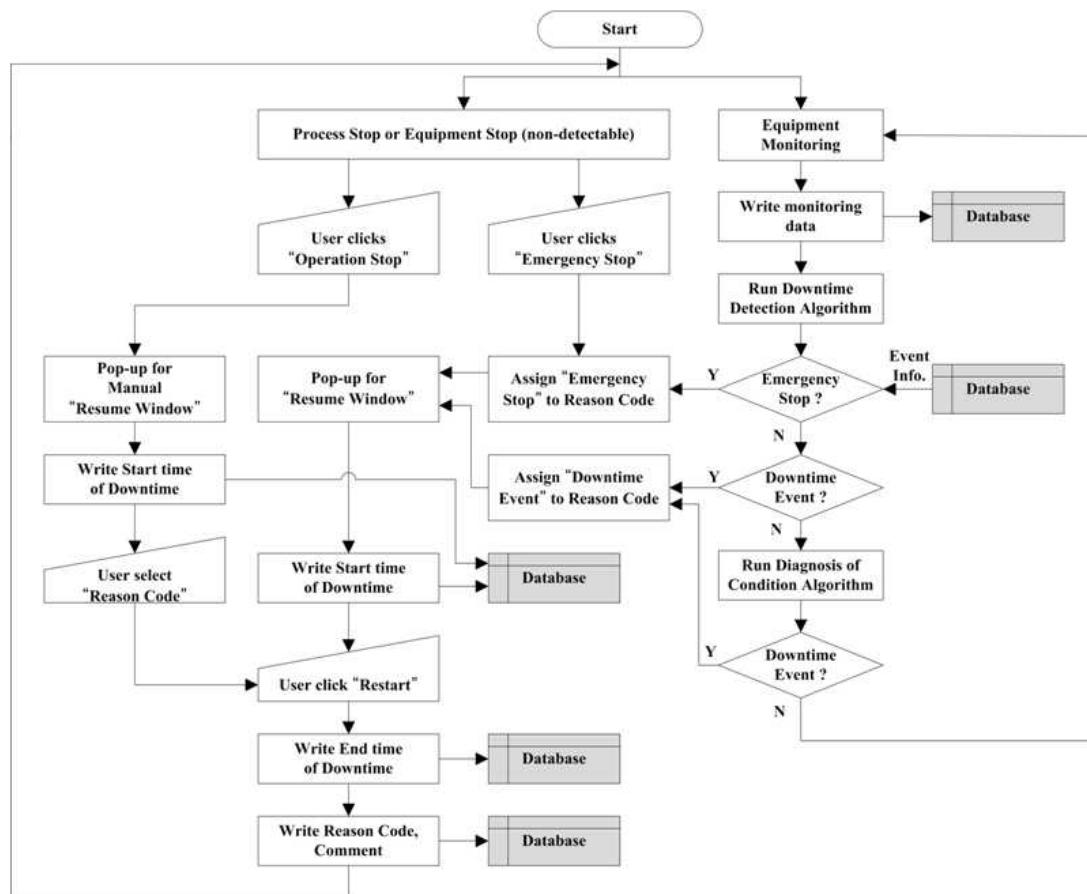 Start
Process Stop or Equipment Stop (non-detectable)
Equipment
Monitoring
User clicks
“Operation Stop”
User clicks
“Emergency Stop”
Write monitoring
data
Database
Run Downtime
Detection Algorithm
Pop-up for
Manual
“Resume Window”
Pop-up for
“Resume Window”
Assign “Emergency
Stop” to Reason Code
Y
Emergency
Stop ?
Event
Info.
Database
N
Write Start time
of Downtime
Assign “Downtime
Event” to Reason Code
Y
Downtime
Event ?
N
User select
“Reason Code”
Write Start time
of Downtime
Database
Run Diagnosis of
Condition Algorithm
Y
Downtime
Event ?
N
User click “Restart”
Write End time
of Downtime
Database
Write Reason Code,
Comment
Database